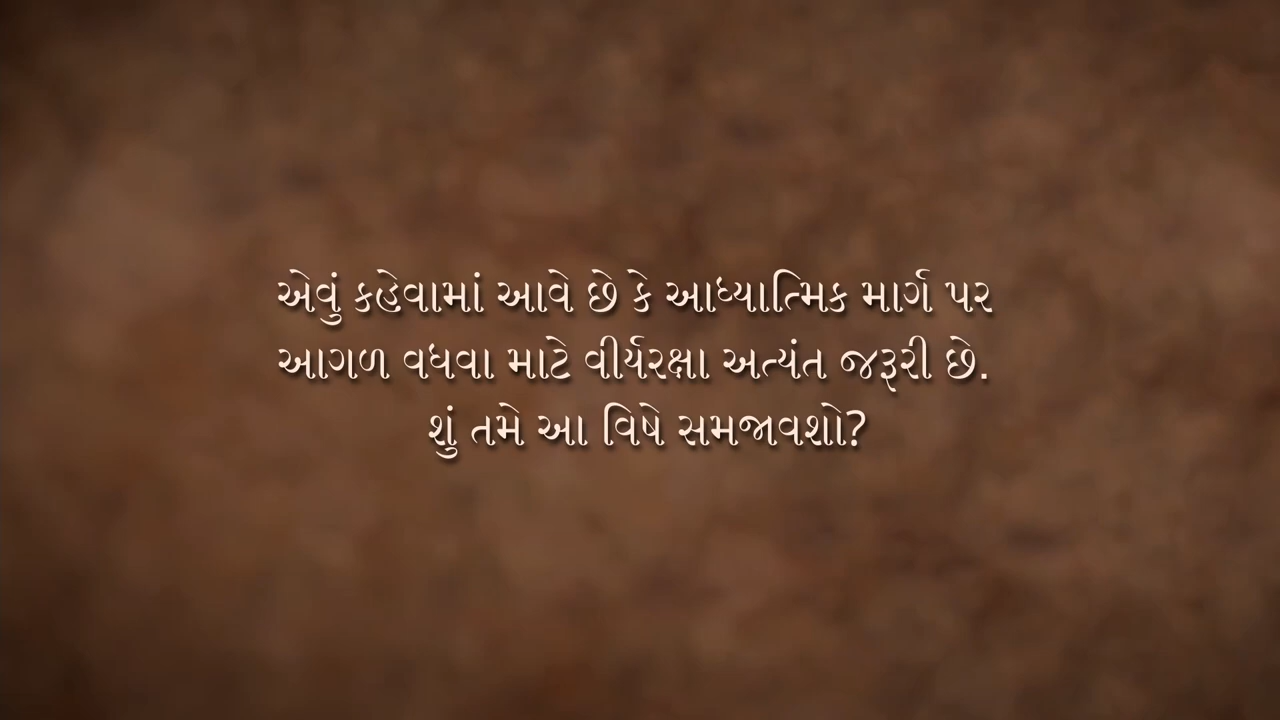 એવું કહેવામાં આવે છે કે આધ્યાત્મિક માર્ગ પર
આગળ વધવા માટે વીર્યરક્ષા અત્યંત જરૂરી છે.
શું તમે આ વિષે સમજાવશો?